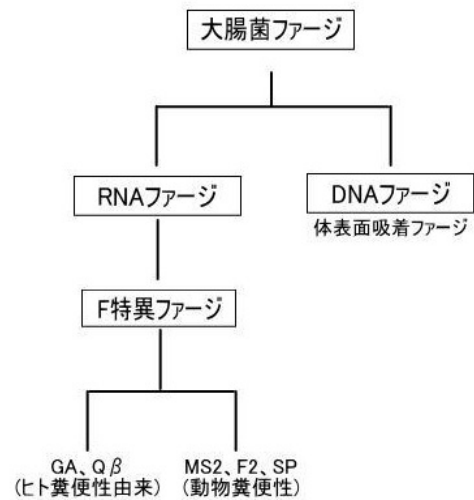 大腸菌ファージ
RNAファージ
DNAファージ
体表面吸着ファージ
F特異ファージ
GA、Qβ
(ヒト糞便性由来)
MS2、F2、SP
(動物糞便性)